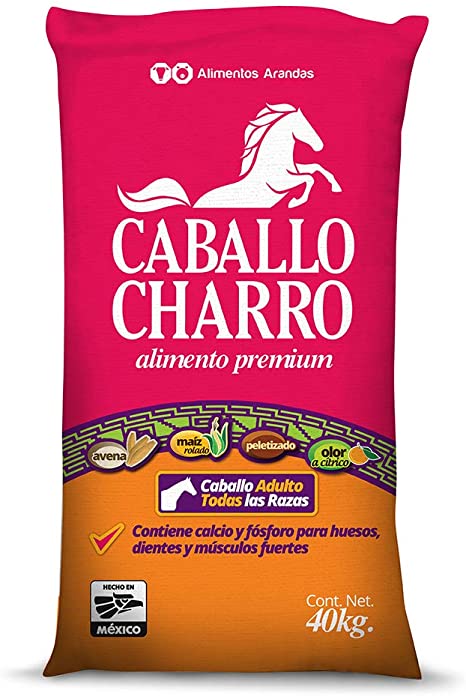 Alimentos Arandas
CABALLO
CHARRO
alimento premium
avena
maíz
rolado
peletizado
olor
a cítrico
Caballo Adulto
Todas las Razas
Contiene calcio y fósforo para huesos,
dientes y músculos fuertes
HECHO EN
MÉXICO
Cont. Net.
40kg.